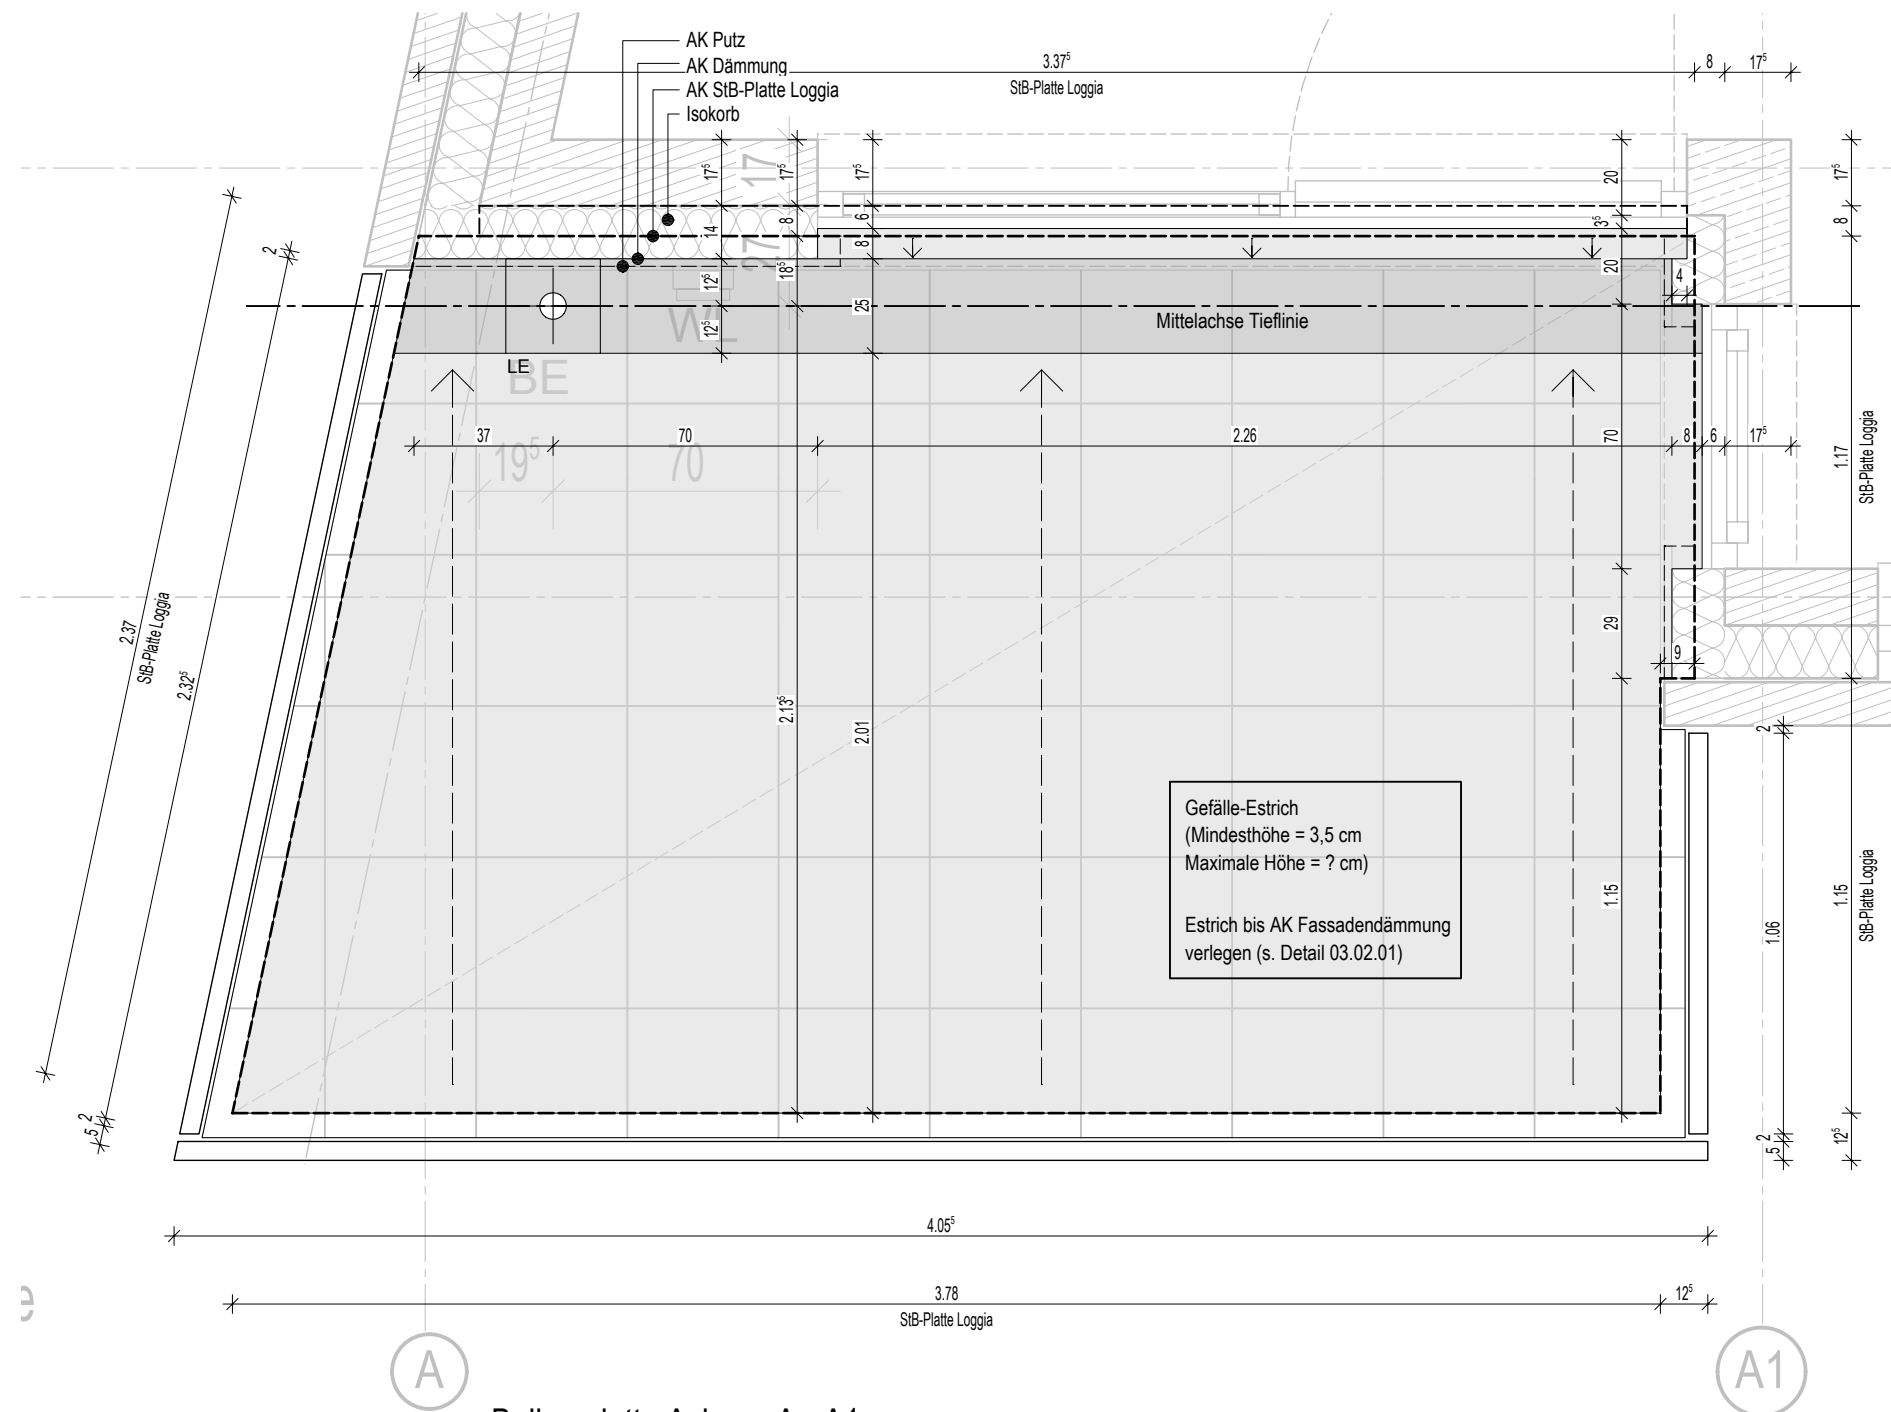 AK Putz
AK Dämmung
AK StB-Platte Loggia
Isokorb
3.37⁵
StB-Platte Loggia
8
17⁵
17⁵
17⁵
17⁵
17
20
17⁵
14
8
6
3⁵
8
27
8
2
2
18⁵
12⁵
25
20
4
12⁵
WL
Mittelachse Tieflinie
LE
BE
37
70
2.26
70
8
6
17⁵
19⁵
70
1.17
StB-Platte Loggia
2.37
StB-Platte Loggia
2.32⁵
29
9
2.13⁵
2.01
2
Gefälle-Estrich
(Mindesthöhe = 3,5 cm
Maximale Höhe = ? cm)
Estrich bis AK Fassadendämmung
verlegen (s. Detail 03.02.01)
1.15
1.06
1.15
StB-Platte Loggia
2
5
2
5
12⁵
4.05⁵
3.78
StB-Platte Loggia
12⁵
e
A
A1